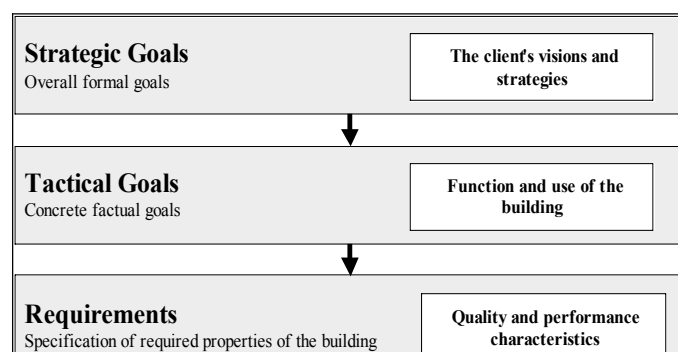 Strategic Goals
Overall formal goals
The client's visions and
strategies
Tactical Goals
Concrete factual goals
Function and use of the
building
Requirements
Specification of required properties of the building
Quality and performance
characteristics